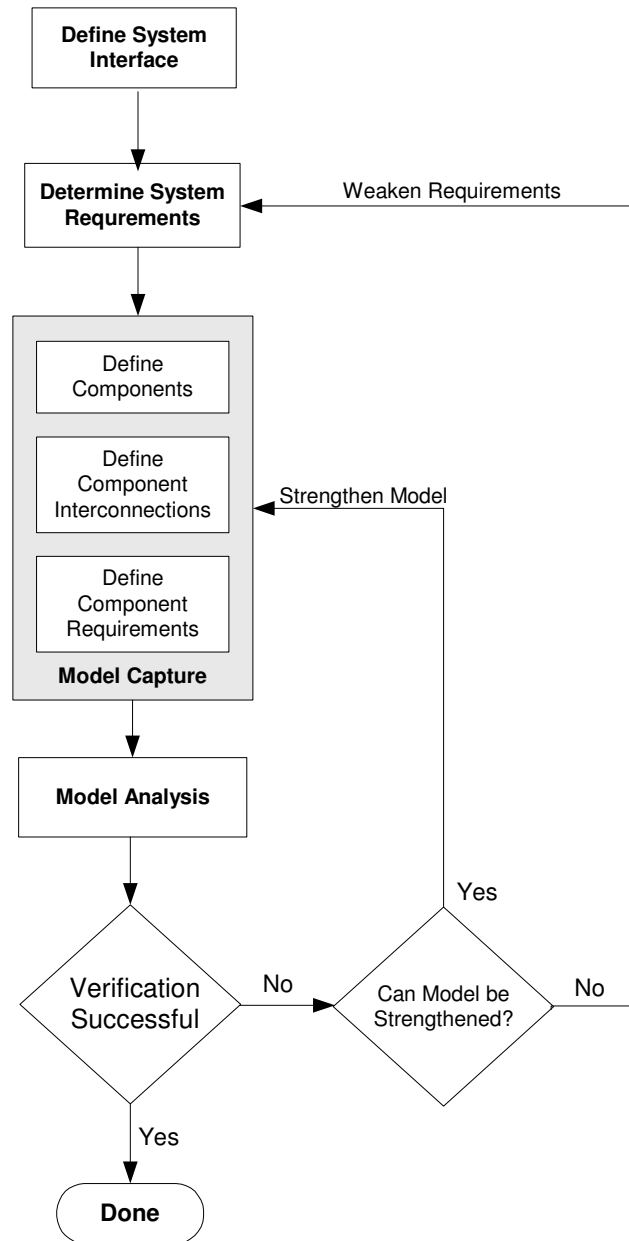 Define System
Interface
Determine System
Requrements
Weaken Requirements
Define
Components
Define
Component
Interconnections
Strengthen Model
Define
Component
Requirements
Model Capture
Model Analysis
Yes
Verification
Successful
No
Can Model be
Strengthened?
No
Yes
Done